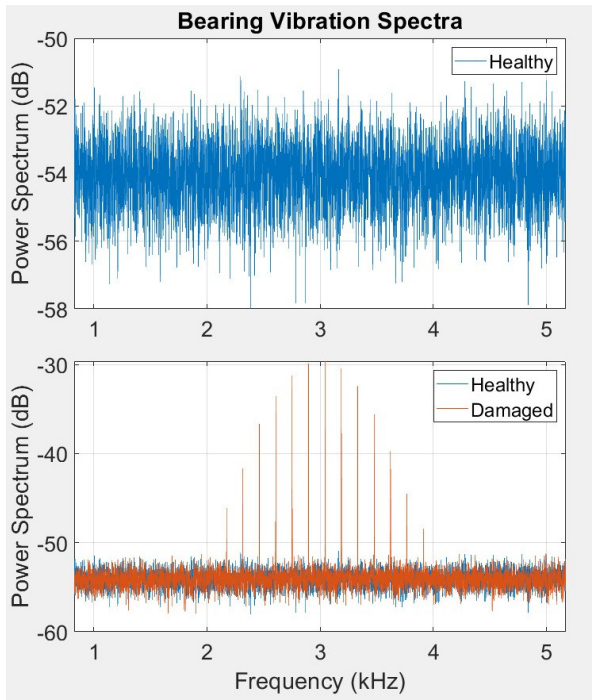 Bearing Vibration Spectra
Power Spectrum (dB)
-50
-52
-54
-56
-58
Healthy
1 2 3 4 5
Power Spectrum (dB)
-30
-40
-50
-60
Healthy
Damaged
1 2 3 4 5
Frequency (kHz)